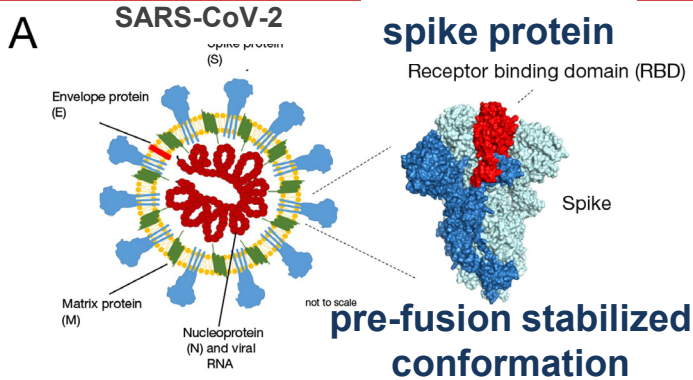 A
SARS-CoV-2
spike protein
Spike protein
(S)
Receptor binding domain (RBD)
Envelope protein
(E)
Spike
Matrix protein
(M)
not to scale
pre-fusion stabilized
conformation
Nucleoprotein
(N) and viral
RNA